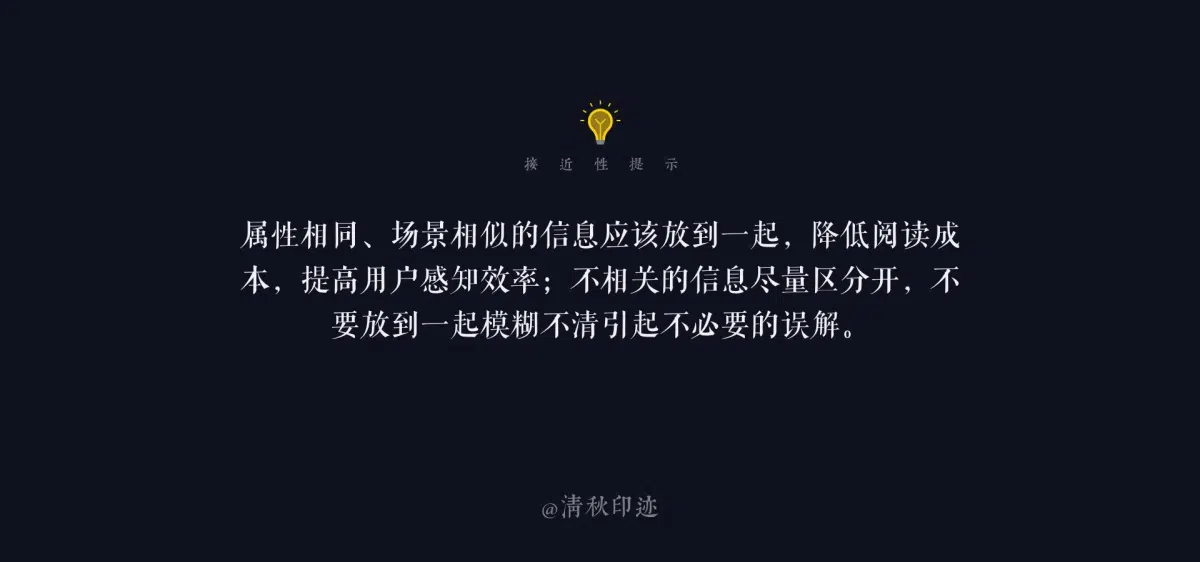 接近性提示
属性相同、场景相似的信息应该放到一起，降低阅读成
本，提高用户感知效率；不相关的信息尽量区分开，不
要放到一起模糊不清引起不必要的误解。
@清秋印迹